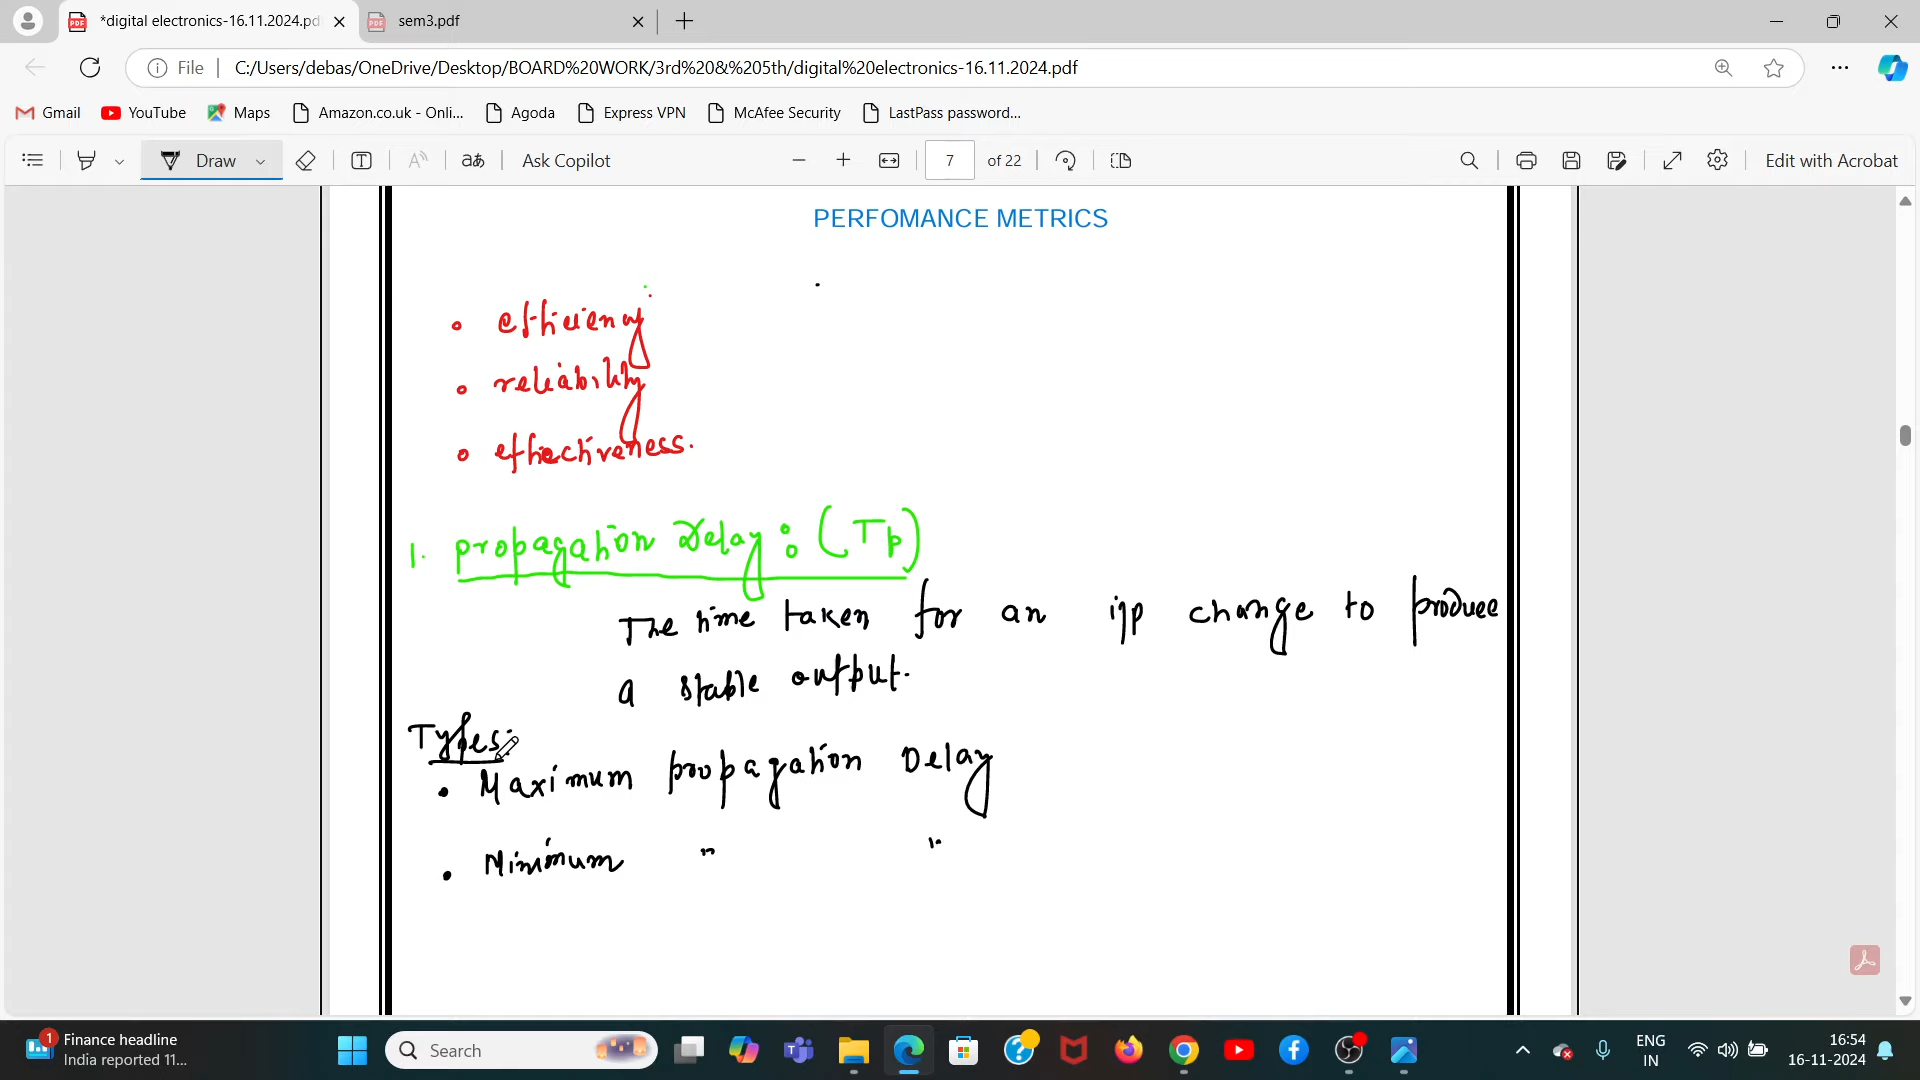 *digital electronics-16.11.2024.pd
sem3.pdf
File
C:/Users/debas/OneDrive/Desktop/BOARD%20WORK/3rd%20&%205th/digital%20electronics-16.11.2024.pdf
Gmail YouTube Maps Amazon.co.uk - Onli... Agoda Express VPN McAfee Security LastPass password...
Draw aあ Ask Copilot 7 of 22 Edit with Acrobat
PERFOMANCE METRICS
• efficiency
• reliability
• effectiveness.
1. propagation Delay : (Tp)
The time taken for an i/p change to produce
a stable output.
Types:
• Maximum propagation Delay
• Minimum " "
1 Finance headline
India reported 11...
Search
ENG
IN
16:54
16-11-2024